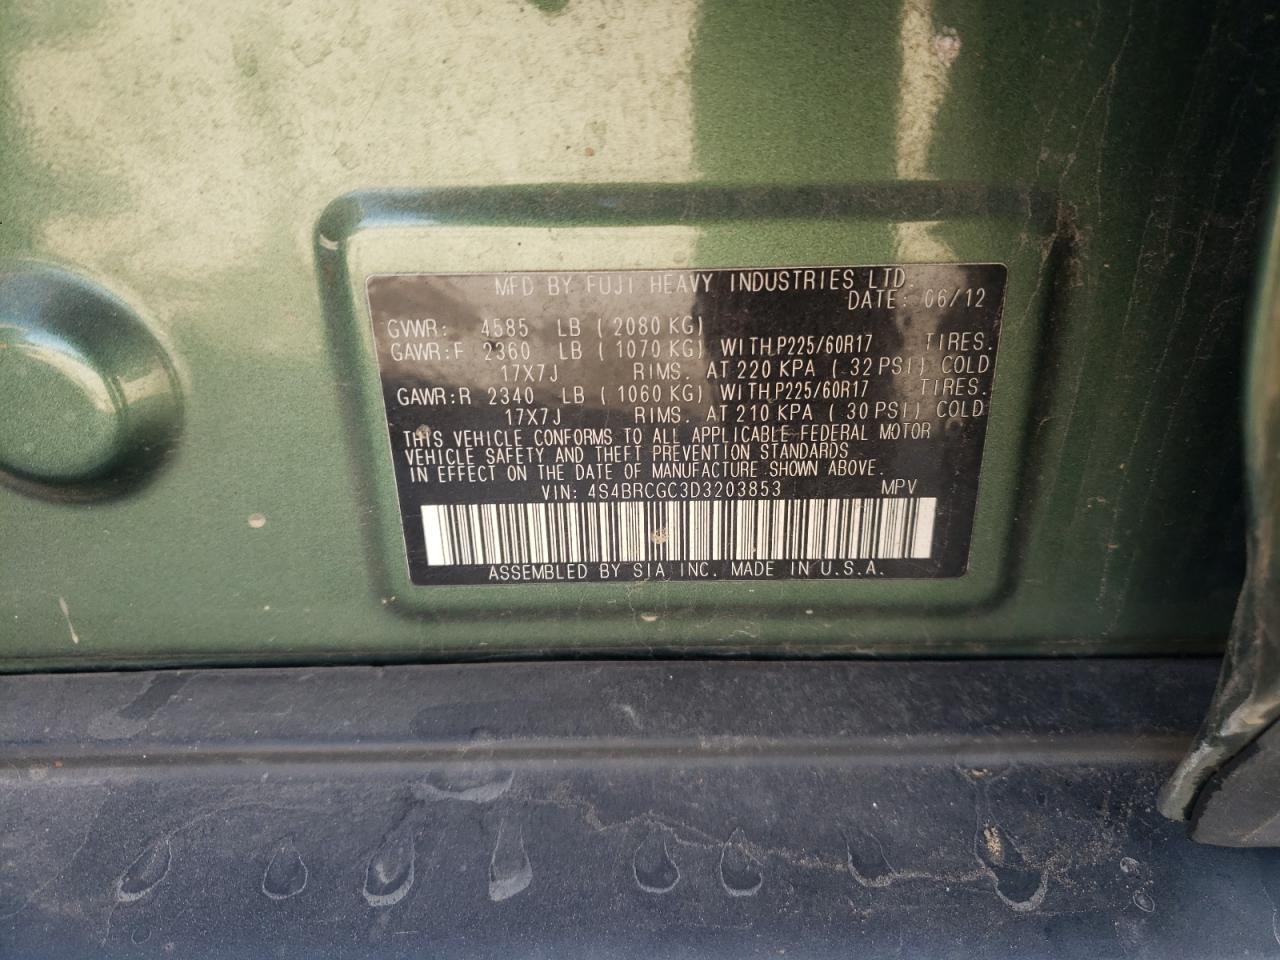 MFD BY FUJI HEAVY INDUSTRIES LTD.
DATE: 06/12
GVWR: 4585 LB ( 2080 KG)
GAWR:F 2360 LB ( 1070 KG) WITH P225/60R17 TIRES.
17X7J RIMS. AT 220 KPA ( 32 PSI) COLD
GAWR:R 2340 LB ( 1060 KG) WITH P225/60R17 TIRES.
17X7J RIMS. AT 210 KPA ( 30 PSI) COLD
THIS VEHICLE CONFORMS TO ALL APPLICABLE FEDERAL MOTOR
VEHICLE SAFETY AND THEFT PREVENTION STANDARDS
IN EFFECT ON THE DATE OF MANUFACTURE SHOWN ABOVE.
VIN: 4S4BRCGC3D3203853 MPV
ASSEMBLED BY SIA INC. MADE IN U.S.A.